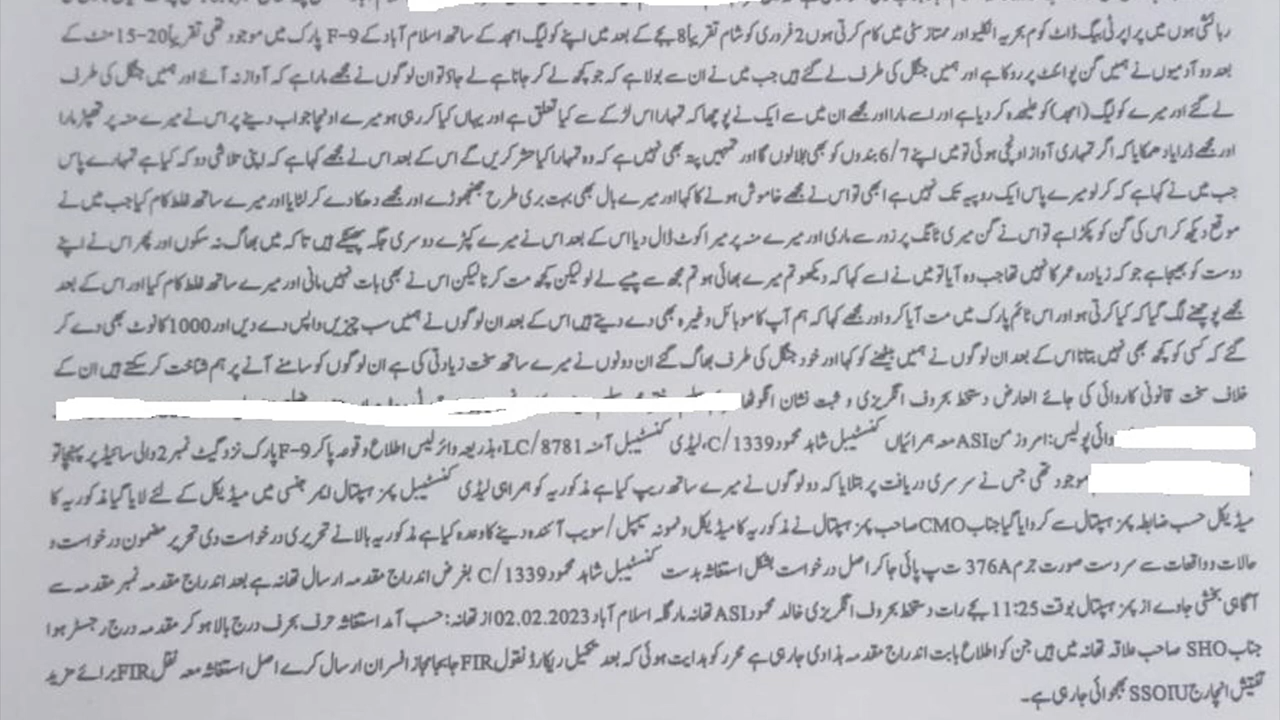 رہائشی ہوں میں پراپرٹی بیگ ڈاٹ کوم بحریہ انکلیو اور ممتاز سٹی میں کام کرتی ہوں 2 فروری کو شام تقریباً 8 بجے کے بعد میں اپنے کولیگ امجد کے ساتھ اسلام آباد کے F-9 پارک میں موجود تھی تقریباً 15-20 منٹ کے
بعد دو آدمیوں نے ہمیں گن پوائنٹ پر روکا ہے اور ہمیں جنگل کی طرف لے گئے ہیں جب میں نے ان سے بولا ہے کہ جو کچھ لے کر جانا ہے لے جاؤ تو ان لوگوں نے مجھے مارا ہے کہ آواز نہ آئے اور ہمیں جنگل کی طرف
لے گئے اور میرے کولیگ (امجد) کو علیحدہ کر دیا ہے اور اسے مارا اور مجھے ان میں سے ایک نے پوچھا کہ تمہارا اس لڑکے سے کیا تعلق ہے اور یہاں کیا کر رہی ہو میرے اونچا جواب دینے پر اس نے میرے منہ پر تھپڑ مارا
اور مجھے ڈرایا دھمکایا کہ اگر تمہاری آواز اونچی ہوئی تو میں اپنے 6/7 بندوں کو بھی بلا لوں گا اور تمہیں پتہ بھی نہیں ہے کہ وہ تمہارا کیا حشر کریں گے اس کے بعد اس نے مجھے کہا ہے کہ اپنی تلاشی دو کہ کیا ہے تمہارے پاس
جب میں نے کہا ہے کہ کر لو میرے پاس ایک روپیہ تک نہیں ہے ابھی تو اس نے مجھے خاموش ہونے کا کہا اور میرے بال بھی بہت بری طرح جھنجھوڑے اور مجھے دھکا دے کر لٹایا اور میرے ساتھ غلط کام کیا جب میں نے
موقع دیکھ کر اس کی گن کو پکڑا ہے تو اس نے گن میری ٹانگ پر زور سے ماری اور میرے منہ پر میرا کوٹ ڈال دیا اس کے بعد اس نے میرے کپڑے دوسری جگہ پھینکے ہیں تاکہ میں بھاگ نہ سکوں اور پھر اس نے اپنے
دوست کو بھیجا ہے جو کہ زیادہ عمر کا نہیں تھا جب وہ آیا تو میں نے اسے کہا کہ دیکھو تم میرے بھائی ہو تم مجھ سے پیسے لے لو لیکن کچھ مت کرنا لیکن اس نے بھی بات نہیں مانی اور میرے ساتھ غلط کام کیا اور اس کے بعد
مجھے پوچھنے لگ گیا کہ کیا کرتی ہو اور اس ٹائم پارک میں مت آیا کرو اور مجھے کہا کہ ہم آپ کا موبائل وغیرہ بھی دے دیتے ہیں اس کے بعد ان لوگوں نے ہمیں سب چیزیں واپس دے دیں اور 1000 کا نوٹ بھی دے کر
گئے کہ کسی کو کچھ بھی نہیں بتانا اس کے بعد ان لوگوں نے ہمیں بیٹھنے کو کہا اور خود جنگل کی طرف بھاگ گئے ان دونوں نے میرے ساتھ سخت زیادتی کی ہے ان لوگوں کو سامنے آنے پر ہم شناخت کر سکتے ہیں ان کے
خلاف سخت قانونی کاروائی کی جائے العارض دستخط بحروف انگریزی و ثبت نشان انگوٹھا
وائی پولیس: امروز من ASI معہ ہمرائیاں کنسٹیبل شاہد محمود C/1339، لیڈی کنسٹیبل آمنہ LC/8781، بذریعہ وائرلیس اطلاع وقوعہ پا کر F-9 پارک نزد گیٹ نمبر 2 والی سائیڈ پر پہنچا تو
موجود تھی جس نے سرسری دریافت پر بتلایا کہ دو لوگوں نے میرے ساتھ ریپ کیا ہے مذکوریہ کو ہمراہی لیڈی کنسٹیبل پمز ہسپتال ایمرجنسی میں میڈیکل کے لئے لایا گیا مذکوریہ کا
میڈیکل حسب ضابطہ پمز ہسپتال سے کروایا گیا جناب CMO صاحب پمز ہسپتال نے مذکوریہ کا میڈیکل و نمونہ سیمپل / سویب آئندہ دینے کا وعدہ کیا ہے مذکوریہ بالا نے تحریری درخواست دی تحریر مضمون درخواست و
حالات و واقعات سے سردست صورت جرم 376A ت پ پائی جا کر اصل درخواست بشکل استغاثہ بدست کنسٹیبل شاہد محمود C/1339 بغرض اندراج مقدمہ ارسال تھانہ ہے بعد اندراج مقدمہ نمبر مقدمہ سے
آگاہی بخشی جاوے از پمز ہسپتال بوقت 11:25 بجے رات دستخط بحروف انگریزی خالد محمود ASI تھانہ مارگلہ اسلام آباد 02.02.2023 از تھانہ: حسب آمد استغاثہ حرف بحرف درج بالا ہو کر مقدمہ درج رجسٹر ہوا
جناب SHO صاحب علاقہ تھانہ میں ہیں جن کو اطلاع بابت اندراج مقدمہ ہذا دی جا رہی ہے محرر کو ہدایت ہوئی کہ بعد تکمیل ریکارڈ نقول FIR جابجا مجاز افسران ارسال کرے اصل استغاثہ معہ نقل FIR برائے مزید
تفتیش انچارج SSOIU بھجوائی جا رہی ہے۔